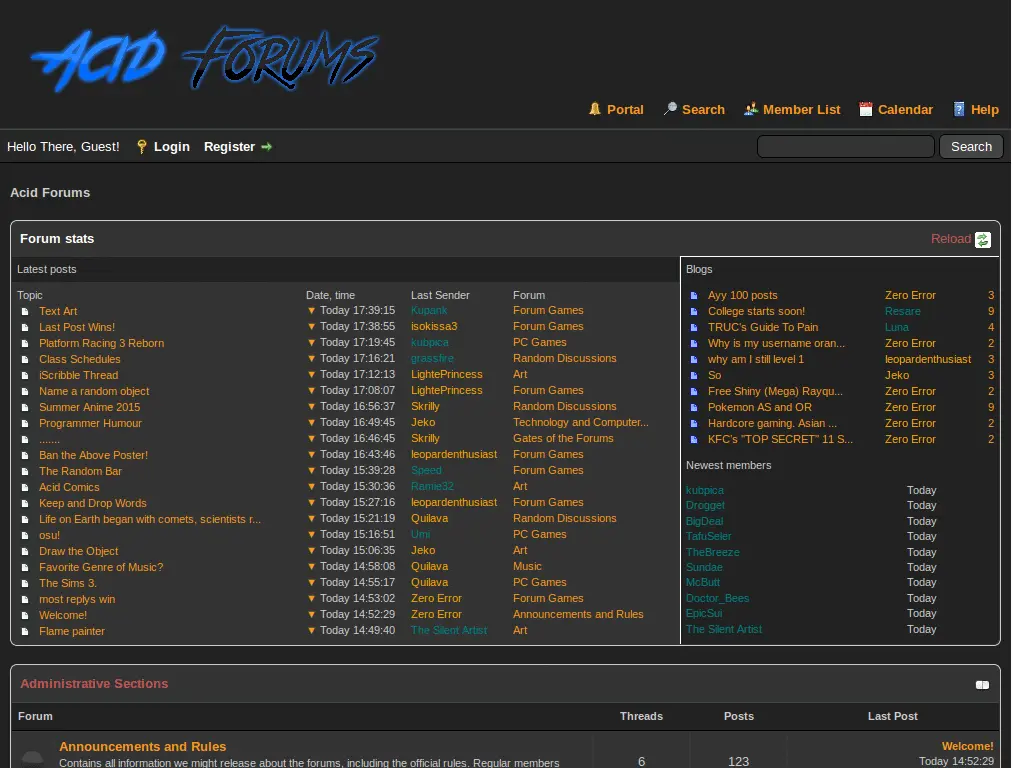 ACID FORUMS
Portal Search Member List Calendar Help
Hello There, Guest! Login Register Search
Acid Forums
Forum stats Reload
Latest posts Blogs
Topic Date, time Last Sender Forum
Text Art Today 17:39:15 Kupank Forum Games
Last Post Wins! Today 17:38:55 isokissa3 Forum Games
Platform Racing 3 Reborn Today 17:19:45 kubpica PC Games
Class Schedules Today 17:16:21 grassfire Random Discussions
iScribble Thread Today 17:12:13 LightePrincess Art
Name a random object Today 17:08:07 LightePrincess Forum Games
Summer Anime 2015 Today 16:56:37 Skrilly Random Discussions
Programmer Humour Today 16:49:45 Jeko Technology and Computer...
....... Today 16:46:45 Skrilly Gates of the Forums
Ban the Above Poster! Today 16:43:46 leopardenthusiast Forum Games
The Random Bar Today 15:39:28 Speed Forum Games
Acid Comics Today 15:30:36 Ramie32 Art
Keep and Drop Words Today 15:27:16 leopardenthusiast Forum Games
Life on Earth began with comets, scientists r... Today 15:21:19 Quilava Random Discussions
osu! Today 15:16:51 Umi PC Games
Draw the Object Today 15:06:35 Jeko Art
Favorite Genre of Music? Today 14:58:08 Quilava Music
The Sims 3. Today 14:55:17 Quilava PC Games
most replys win Today 14:53:02 Zero Error Forum Games
Welcome! Today 14:52:29 Zero Error Announcements and Rules
Flame painter Today 14:49:40 The Silent Artist Art
Ayy 100 posts Zero Error 3
College starts soon! Resare 9
TRUC's Guide To Pain Luna 4
Why is my username oran... Zero Error 2
why am I still level 1 leopardenthusiast 3
So Jeko 3
Free Shiny (Mega) Rayqu... Zero Error 2
Pokemon AS and OR Zero Error 9
Hardcore gaming. Asian ... Zero Error 2
KFC's "TOP SECRET" 11 S... Zero Error 2
Newest members
kubpica Today
Drogget Today
BigDeal Today
TafuSeler Today
TheBreeze Today
Sundae Today
McButt Today
Doctor_Bees Today
EpicSui Today
The Silent Artist Today
Administrative Sections
Forum Threads Posts Last Post
Announcements and Rules Welcome!
Contains all information we might release about the forums, including the official rules. Regular members 6 123 Today 14:52:29